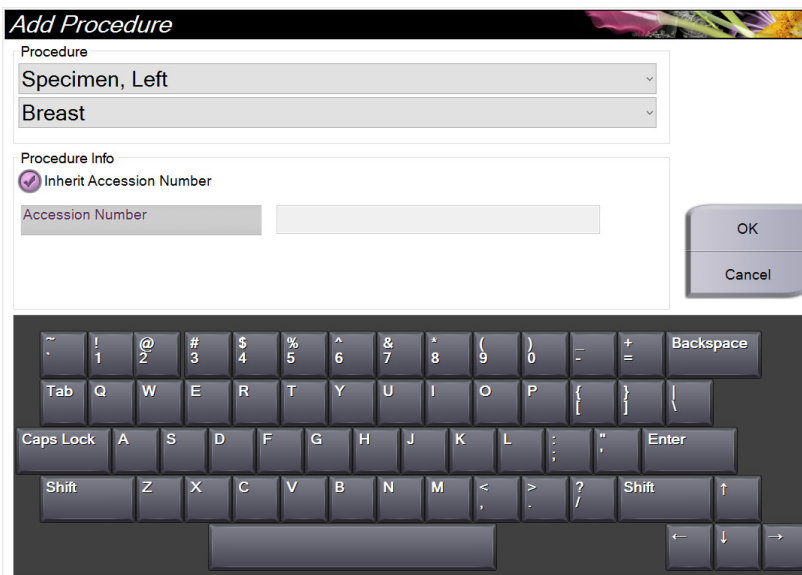 Add Procedure
Procedure
Specimen, Left
Breast
Procedure Info
Inherit Accession Number
Accession Number
OK
Cancel
~ ! @ # $ % ^ & * ( ) _ + Backspace
` 1 2 3 4 5 6 7 8 9 0 - =
Tab Q W E R T Y U I O P { } |
[ ] \
Caps Lock A S D F G H J K L : " Enter
; '
Shift Z X C V B N M < > ? Shift ↑
, . /
← ↓ →